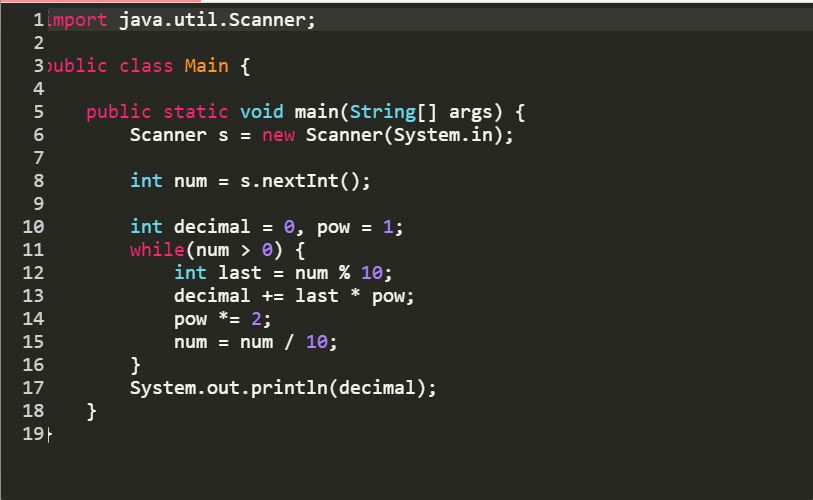 1 import java.util.Scanner;
2
3 public class Main {
4
5 public static void main(String[] args) {
6 Scanner s = new Scanner(System.in);
7
8 int num = s.nextInt();
9
10 int decimal = 0, pow = 1;
11 while(num > 0) {
12 int last = num % 10;
13 decimal += last * pow;
14 pow *= 2;
15 num = num / 10;
16 }
17 System.out.println(decimal);
18 }
19 }